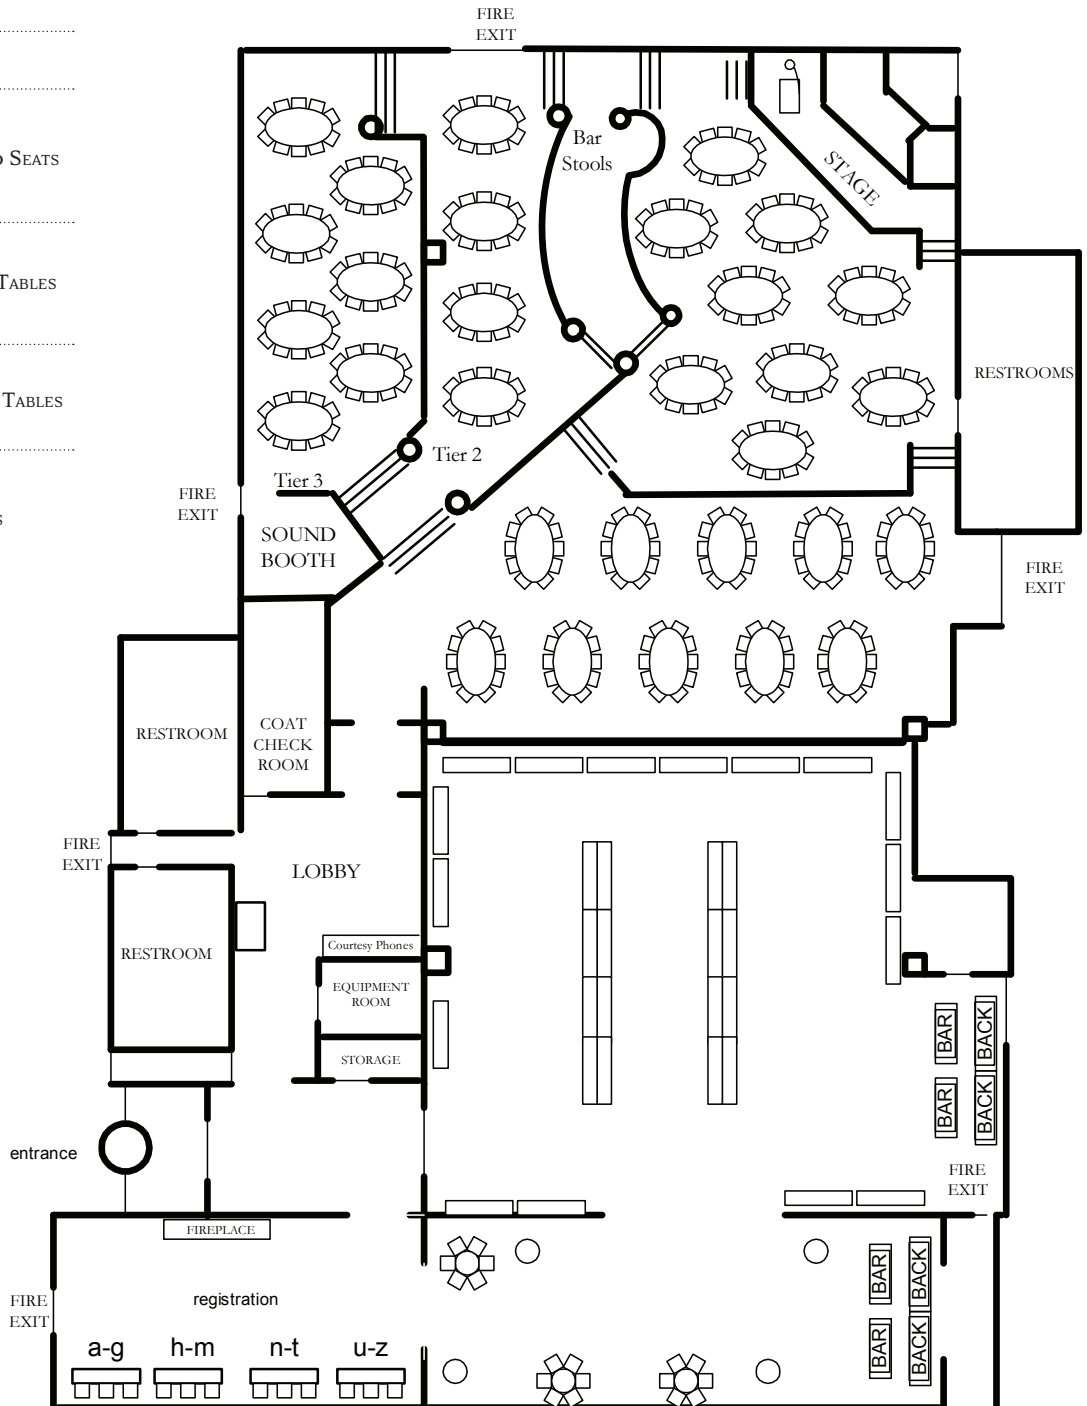 FIRE
EXIT
SEATS
Bar
Stools
STAGE
TABLES
RESTROOMS
TABLES
Tier 2
Tier 3
FIRE
EXIT
SOUND
BOOTH
FIRE
EXIT
RESTROOM
COAT
CHECK
ROOM
FIRE
EXIT
LOBBY
RESTROOM
Courtesy Phones
EQUIPMENT
ROOM
STORAGE
BAR
BACK
BAR
BACK
entrance
FIRE
EXIT
FIREPLACE
registration
FIRE
EXIT
BAR
BACK
a-g
h-m
n-t
u-z
BAR
BACK